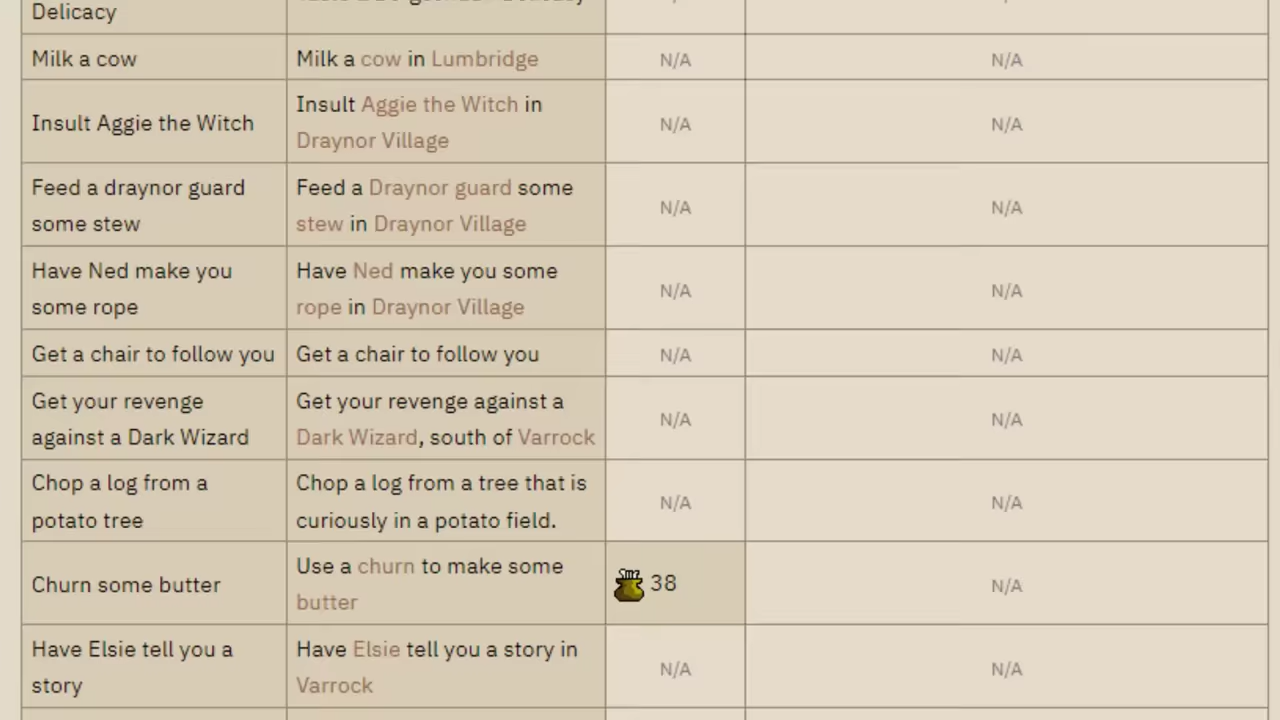 Delicacy
Milk a cow
Milk a cow in Lumbridge
N/A
N/A
Insult Aggie the Witch
Insult Aggie the Witch in
Draynor Village
N/A
N/A
Feed a draynor guard
some stew
Feed a Draynor guard some
stew in Draynor Village
N/A
N/A
Have Ned make you
some rope
Have Ned make you some
rope in Draynor Village
N/A
N/A
Get a chair to follow you
Get a chair to follow you
N/A
N/A
Get your revenge
against a Dark Wizard
Get your revenge against a
Dark Wizard, south of Varrock
N/A
N/A
Chop a log from a
potato tree
Chop a log from a tree that is
curiously in a potato field.
N/A
N/A
Churn some butter
Use a churn to make some
butter
38
N/A
Have Elsie tell you a
story
Have Elsie tell you a story in
Varrock
N/A
N/A